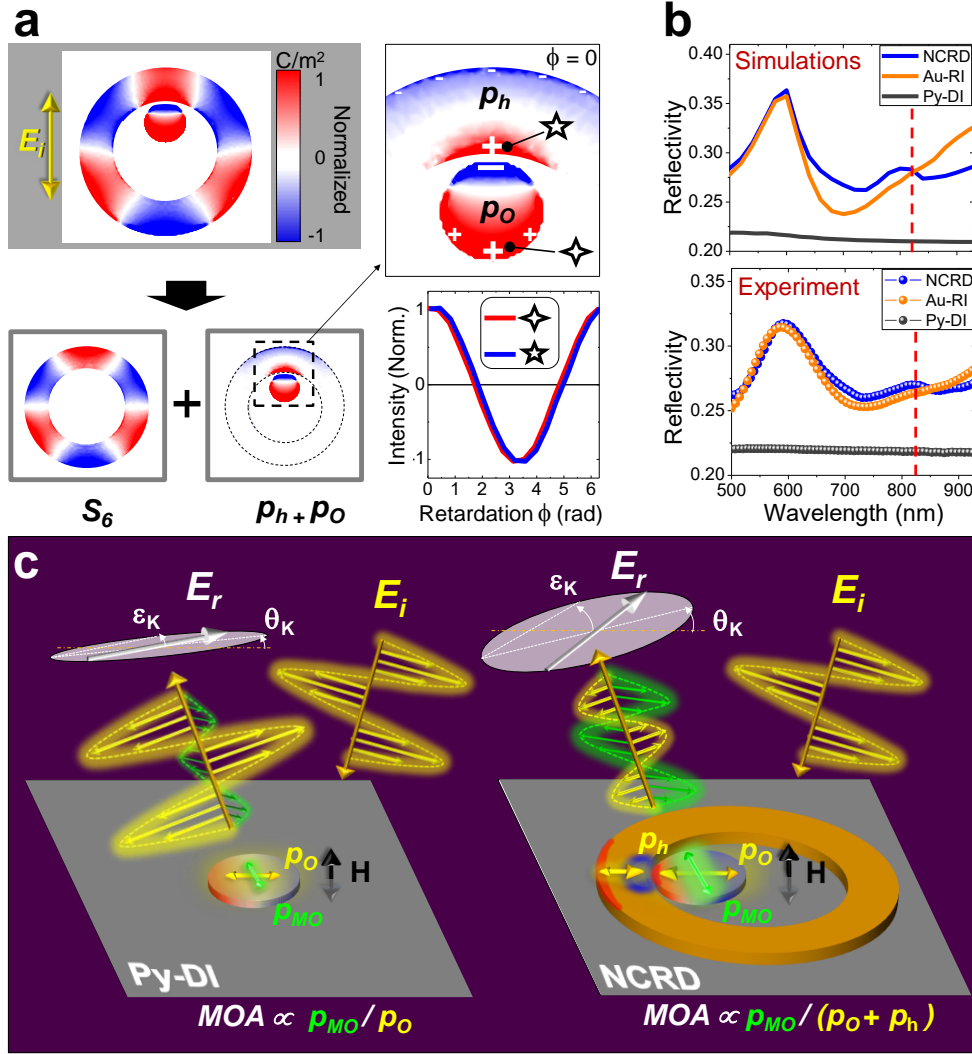 a
E_i
C/m²
1
0
-1
Normalized
ϕ = 0
p_h
+
−
p_O
+ + +
S_6
+
p_h + p_O
Intensity (Norm.)
1
0
-1
0 1 2 3 4 5 6
Retardation ϕ (rad)
b
Simulations
NCRD
Au-RI
Py-DI
Reflectivity
0.40
0.35
0.30
0.25
0.20
Experiment
NCRD
Au-RI
Py-DI
Reflectivity
0.35
0.30
0.25
0.20
500 600 700 800 900
Wavelength (nm)
c
E_r
ε_K
θ_K
E_i
p_O
H
p_MO
Py-DI
MOA ∝ p_MO / p_O
E_r
ε_K
θ_K
E_i
p_h
p_O
H
p_MO
NCRD
MOA ∝ p_MO / (p_O + p_h)